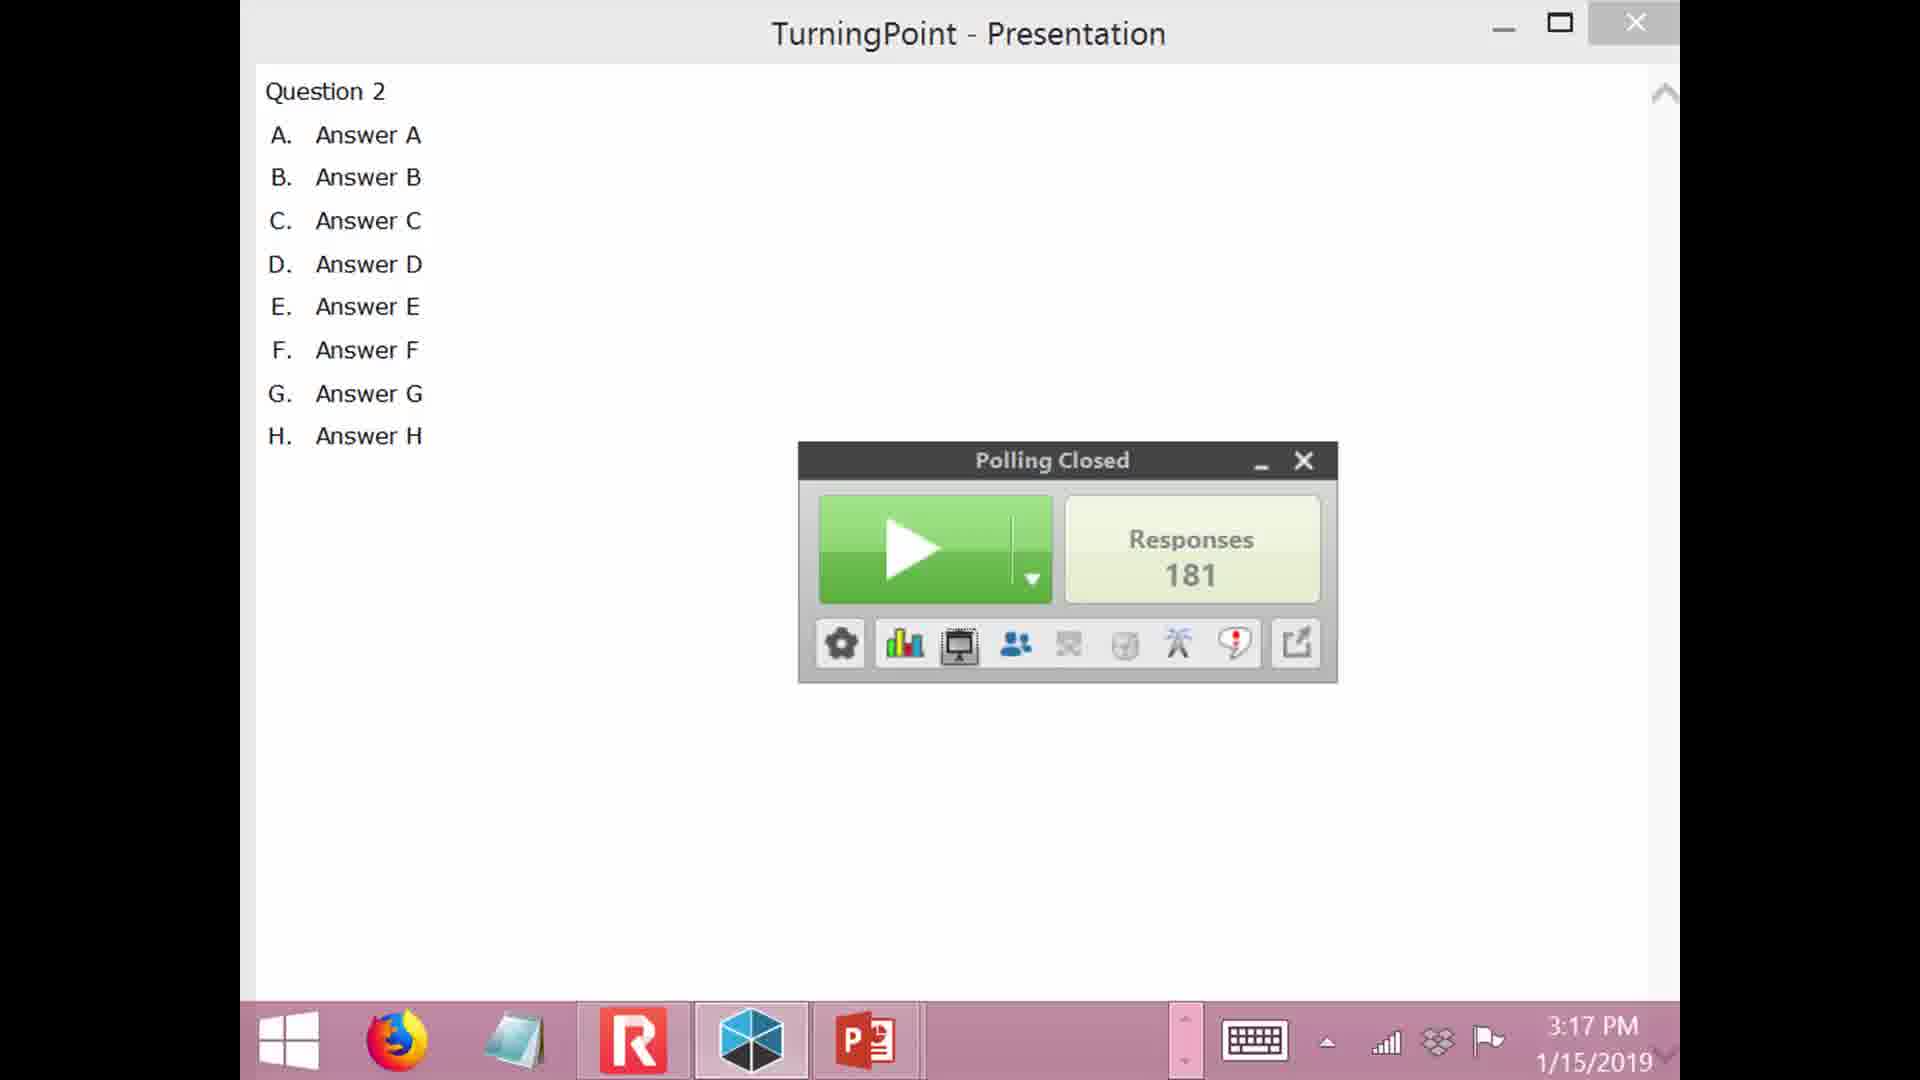 TurningPoint - Presentation
Question 2
A. Answer A
B. Answer B
C. Answer C
D. Answer D
E. Answer E
F. Answer F
G. Answer G
H. Answer H
Polling Closed
Responses
181
3:17 PM
1/15/2019